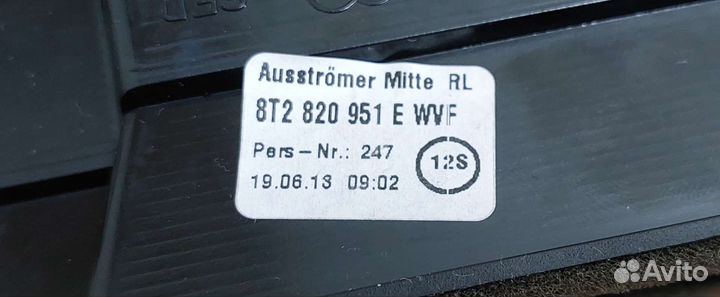 Ausströmer Mitte RL
8T2 820 951 E WVF
Pers-Nr.: 247
12S
19.06.13 09:02
Avito